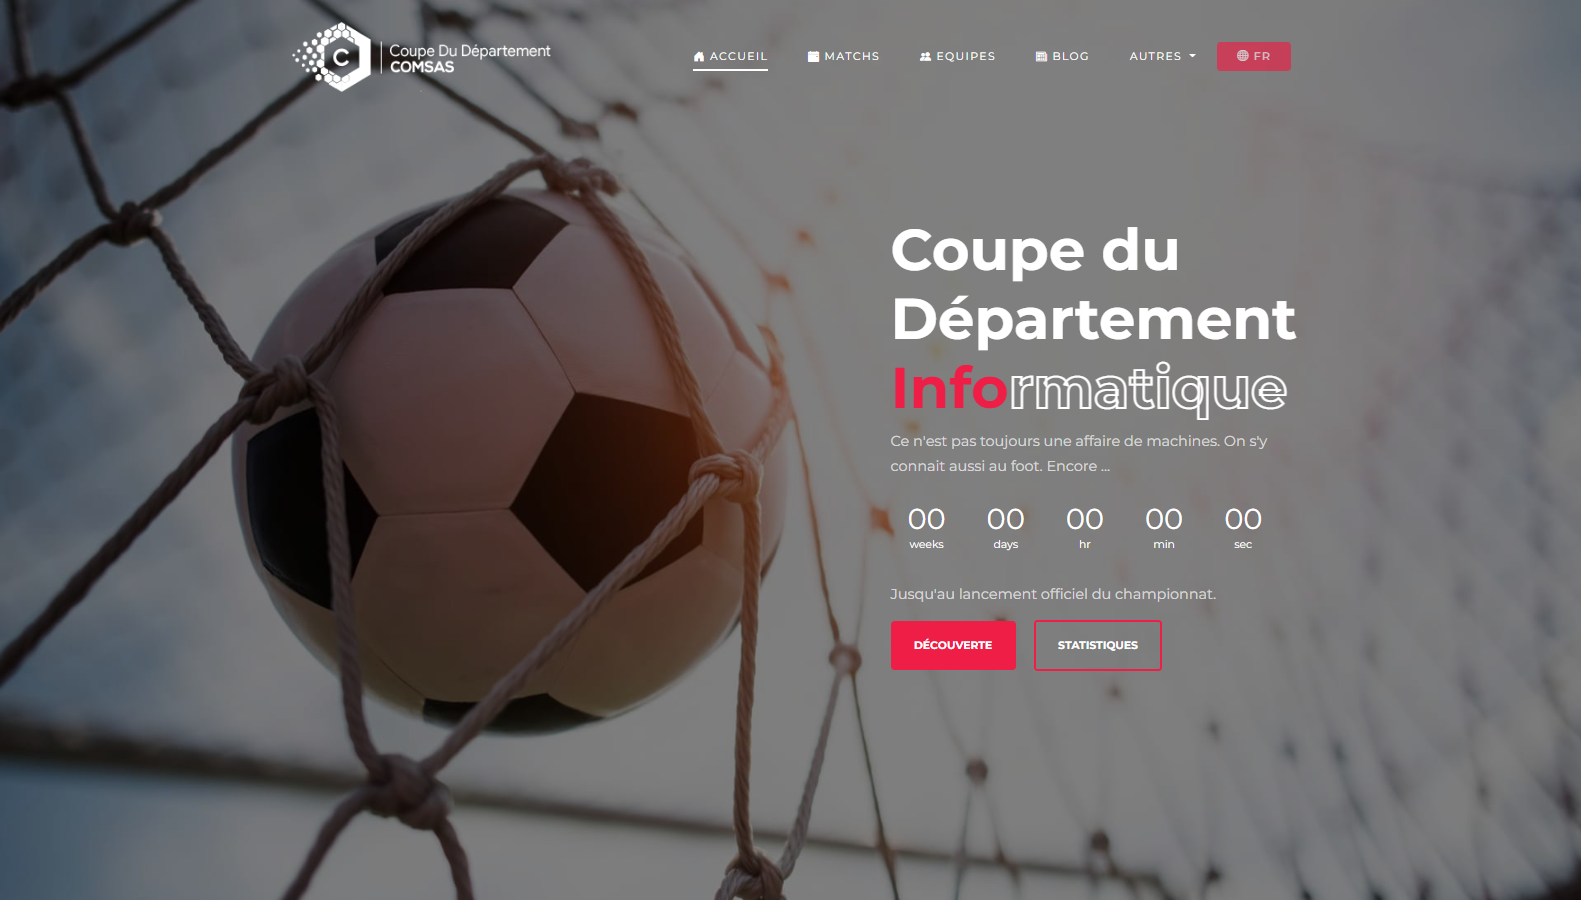 C
Coupe Du Département
COMSAS
ACCUEIL
MATCHS
EQUIPES
BLOG
AUTRES
FR
Coupe du
Département
Informatique
Ce n'est pas toujours une affaire de machines. On s'y
connait aussi au foot. Encore ...
00 00 00 00 00
weeks days hr min sec
Jusqu'au lancement officiel du championnat.
DÉCOUVERTE
STATISTIQUES